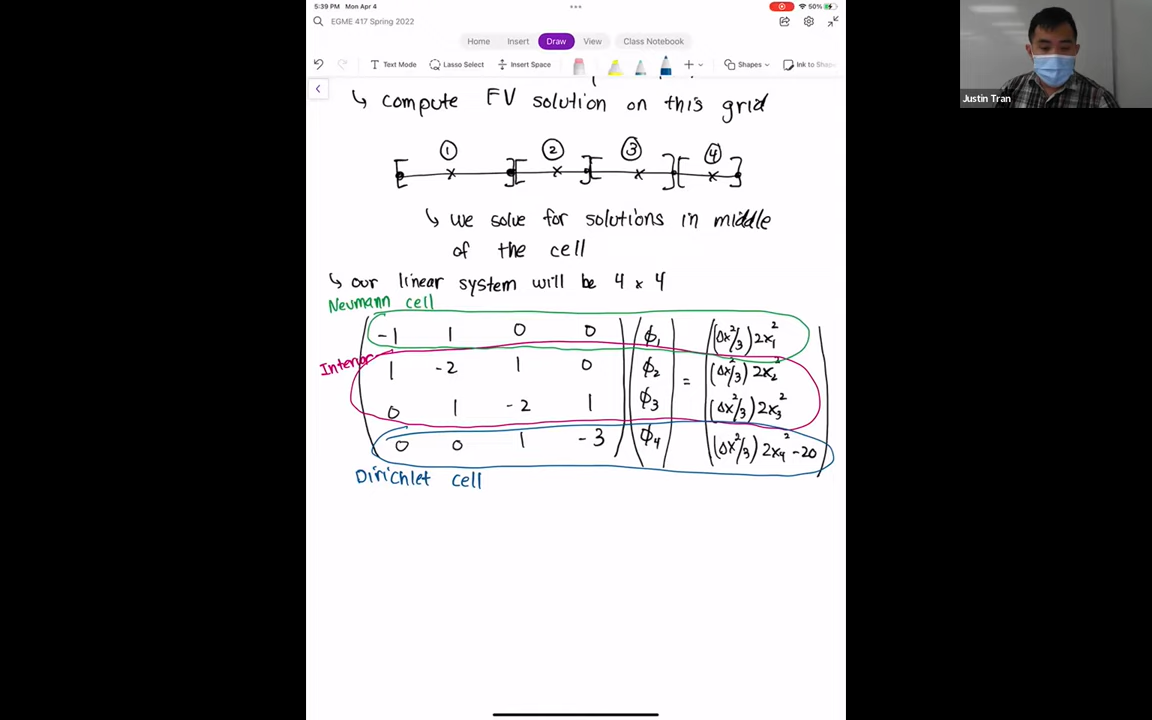 5:39 PM Mon Apr 4
50%
EGME 417 Spring 2022
Home Insert Draw View Class Notebook
Text Mode Lasso Select Insert Space Shapes Ink to Shape
Justin Tran
↳ compute FV solution on this grid
① ② ③ ④
↳ we solve for solutions in middle
of the cell
↳ our linear system will be 4 x 4
Neumann cell
-1 1 0 0 ϕ₁ (Δx²/3) 2x₁²
Interior
1 -2 1 0 ϕ₂ = (Δx²/3) 2x₂²
0 1 -2 1 ϕ₃ (Δx²/3) 2x₃²
0 0 1 -3 ϕ₄ (Δx²/3) 2x₄² -20
Dirichlet cell